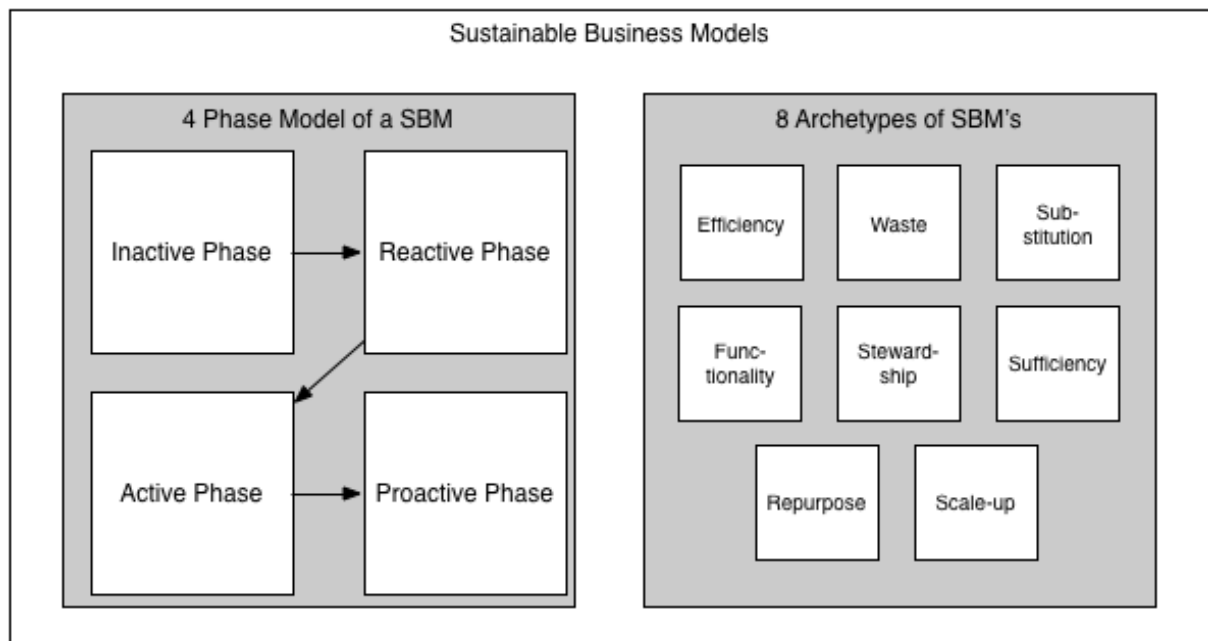 Sustainable Business Models
4 Phase Model of a SBM
Inactive Phase
Reactive Phase
Active Phase
Proactive Phase
8 Archetypes of SBM's
Efficiency
Waste
Sub-
stitution
Func-
tionality
Steward-
ship
Sufficiency
Repurpose
Scale-up